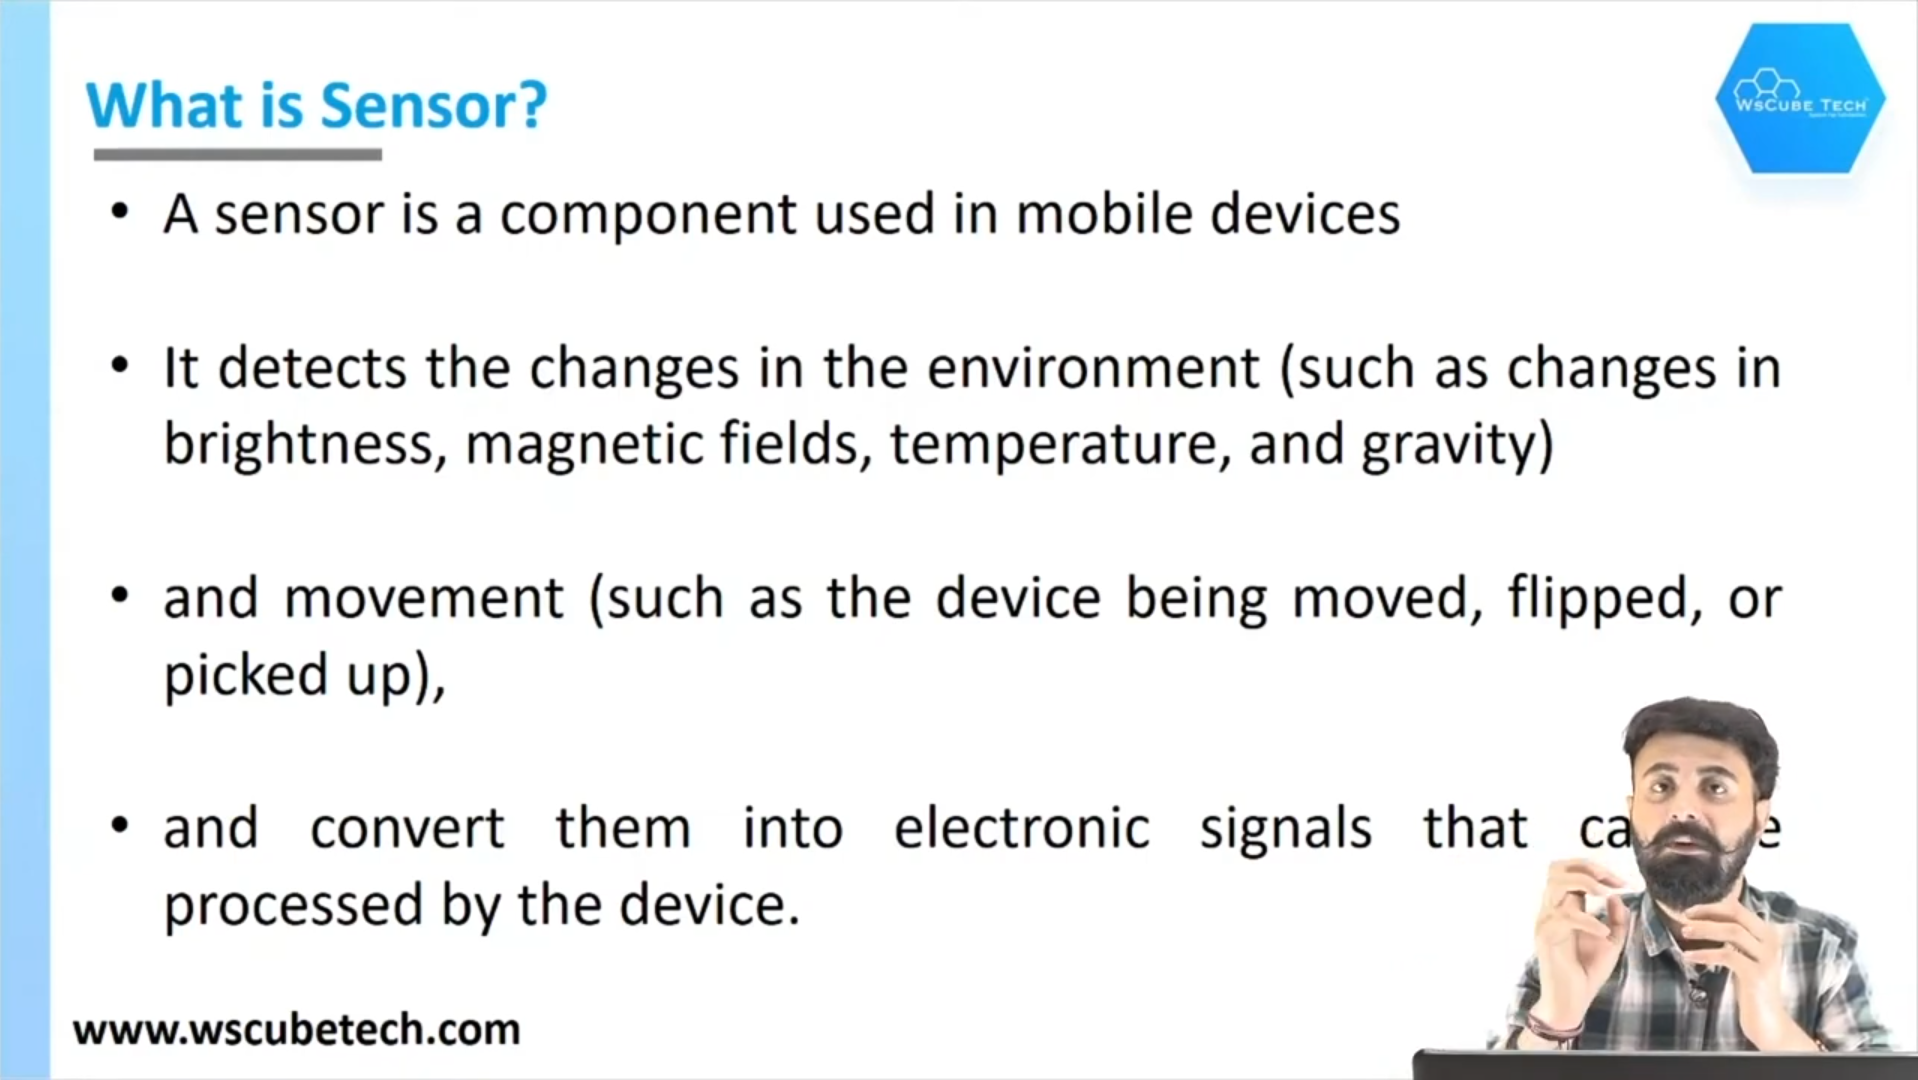 What is Sensor?
WsCube Tech
• A sensor is a component used in mobile devices
• It detects the changes in the environment (such as changes in
brightness, magnetic fields, temperature, and gravity)
• and movement (such as the device being moved, flipped, or
picked up),
• and convert them into electronic signals that
processed by the device.
www.wscubetech.com